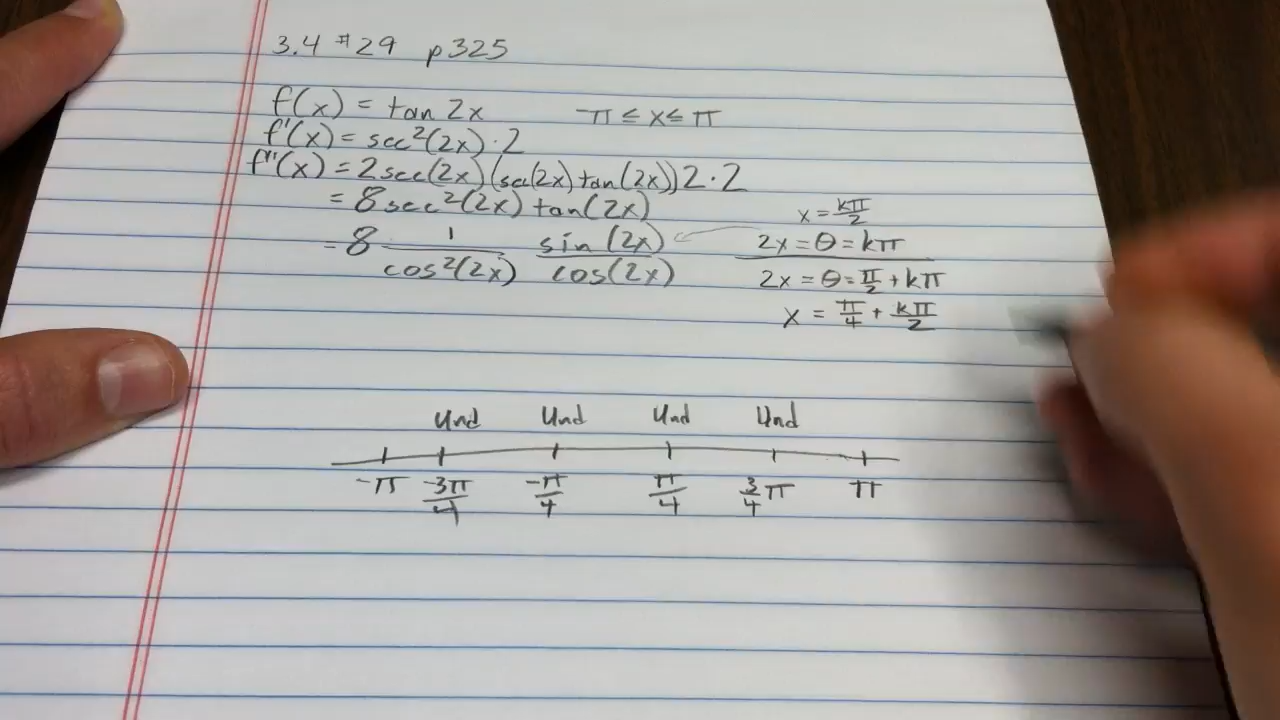 3.4 #29 p325
f(x) = tan 2x -π ≤ x ≤ π
f'(x) = sec²(2x)·2
f''(x) = 2sec(2x)(sec(2x)tan(2x))2·2
= 8sec²(2x)tan(2x)
x = kπ/2
= 8 1/cos²(2x) sin(2x)/cos(2x)
2x = θ = kπ
2x = θ = π/2 + kπ
x = π/4 + kπ/2
Und Und Und Und
-π -3π/4 -π/4 π/4 3/4 π π